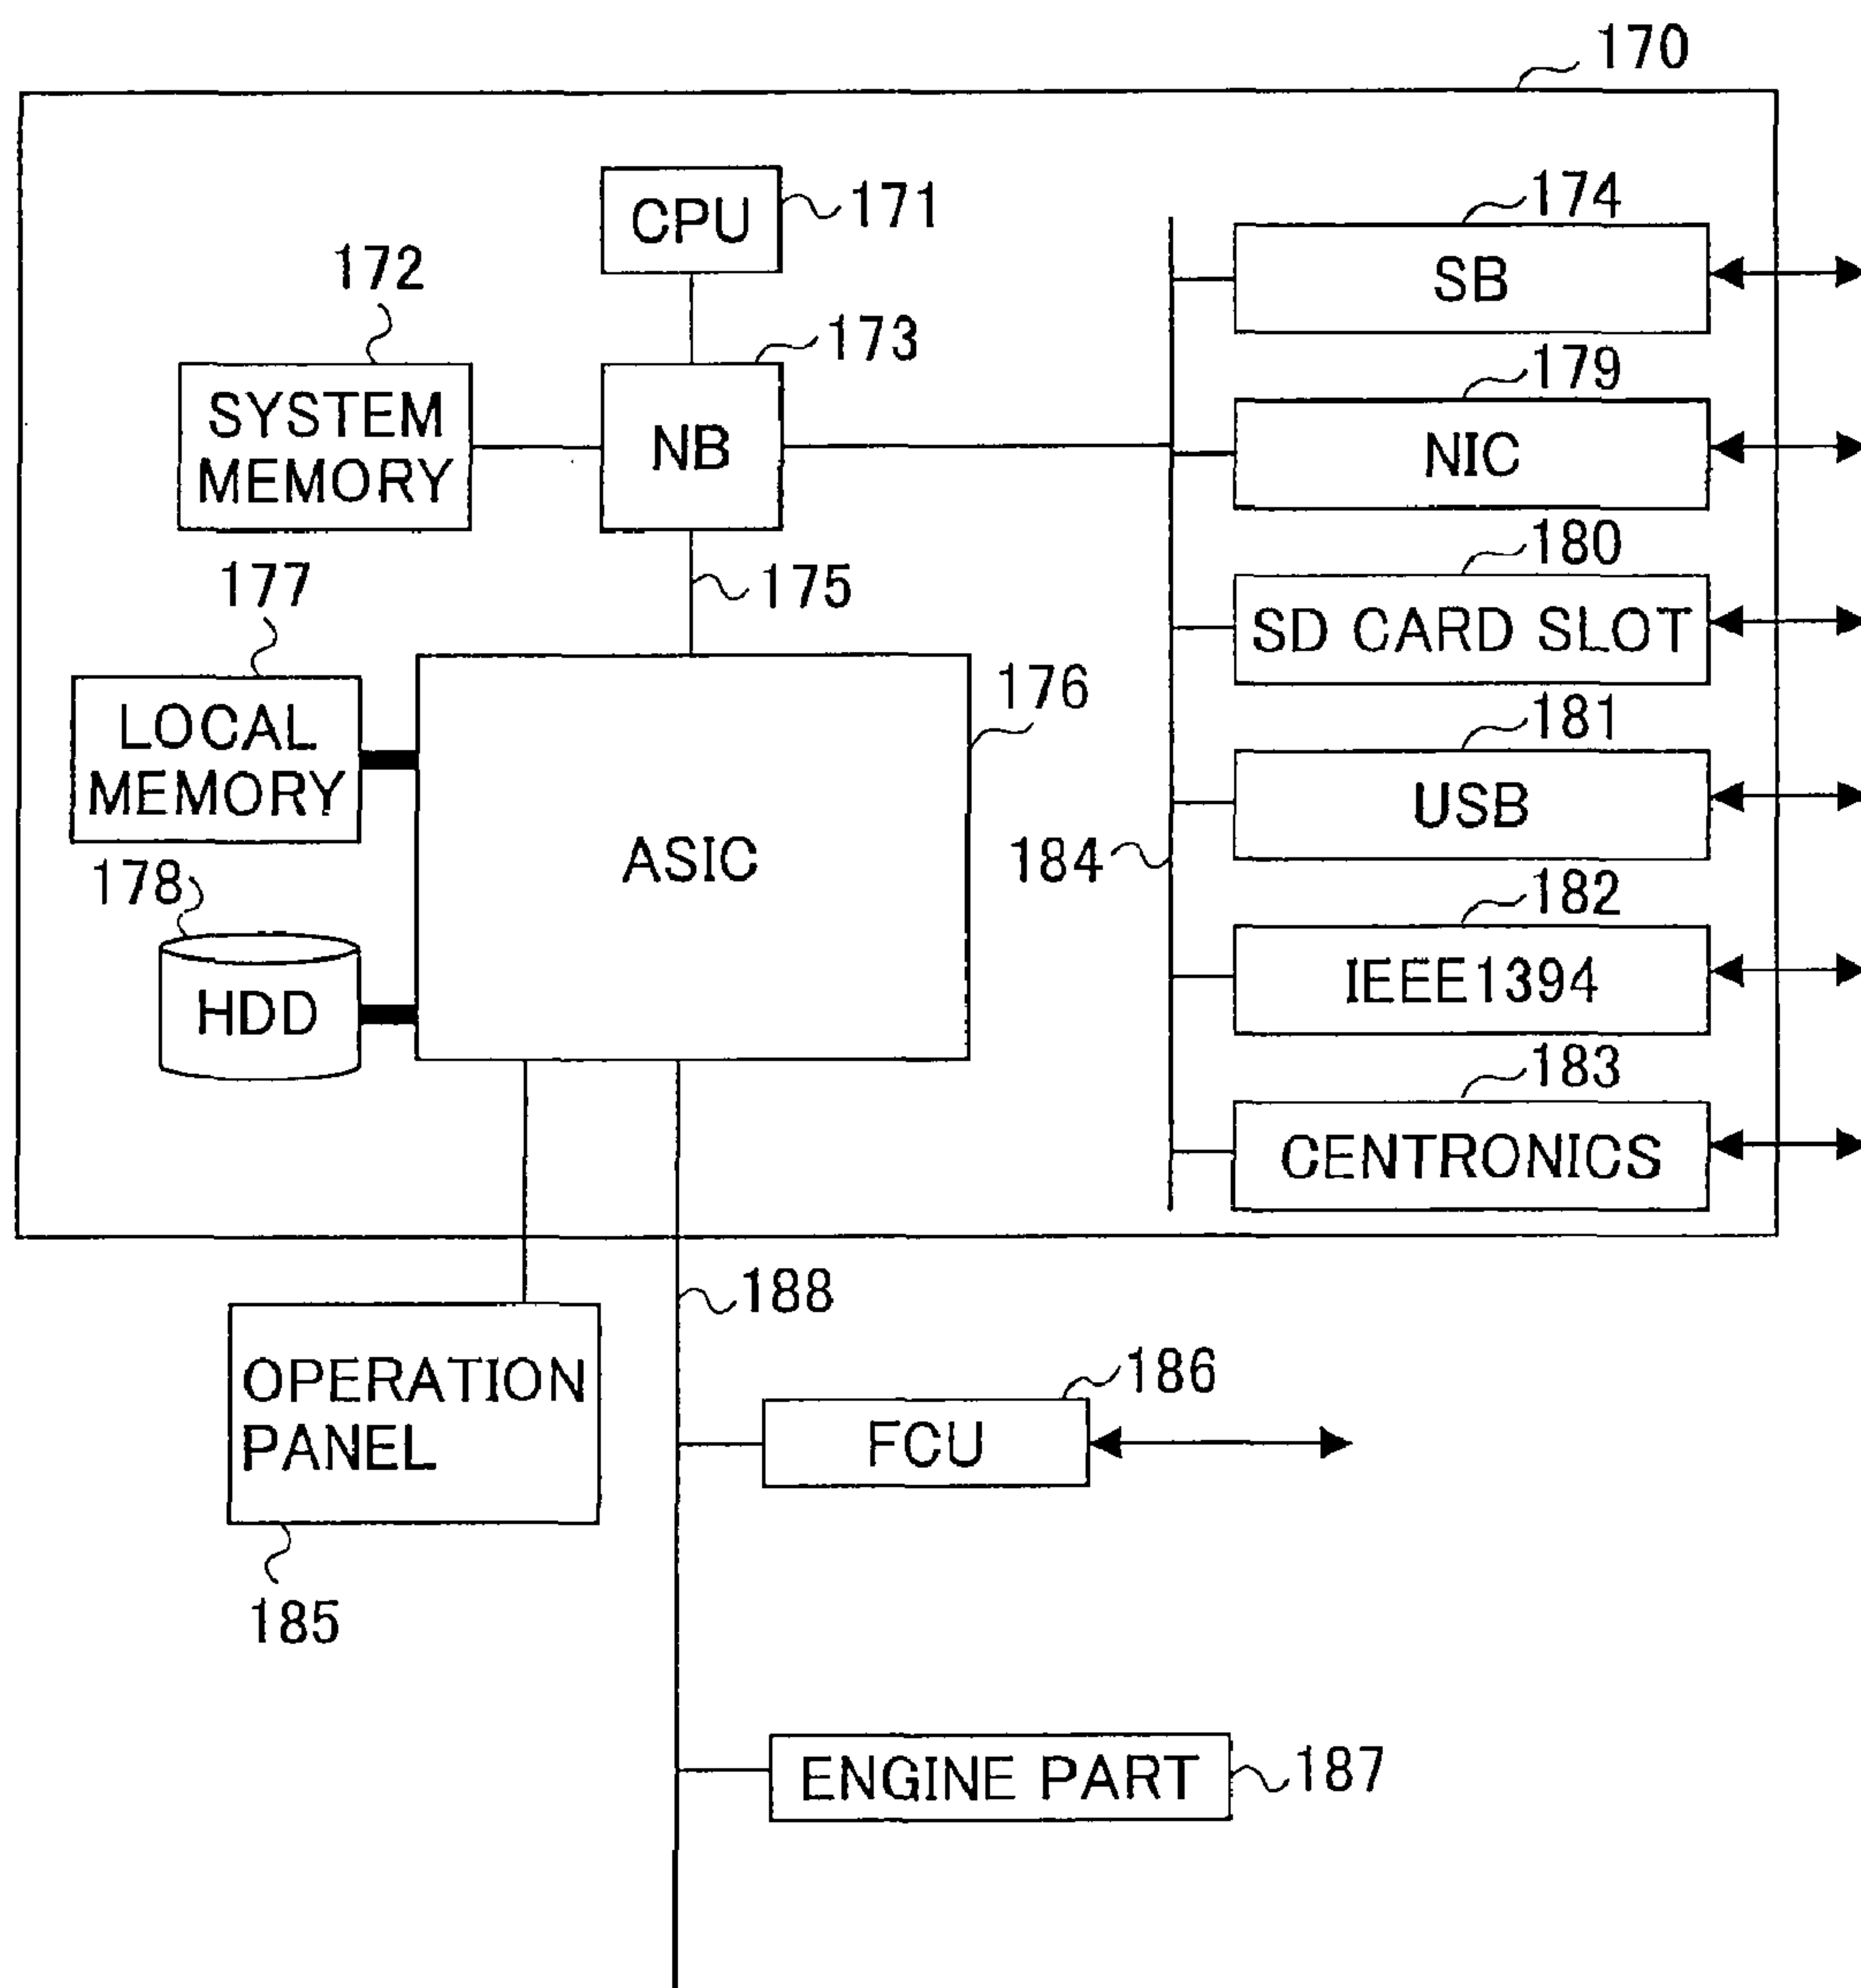 170
CPU
171
174
SB
172
173
SYSTEM
MEMORY
NB
179
NIC
175
180
SD CARD SLOT
177
LOCAL
MEMORY
176
181
USB
ASIC
184
178
HDD
182
IEEE1394
183
CENTRONICS
188
OPERATION
PANEL
185
186
FCU
ENGINE PART
187